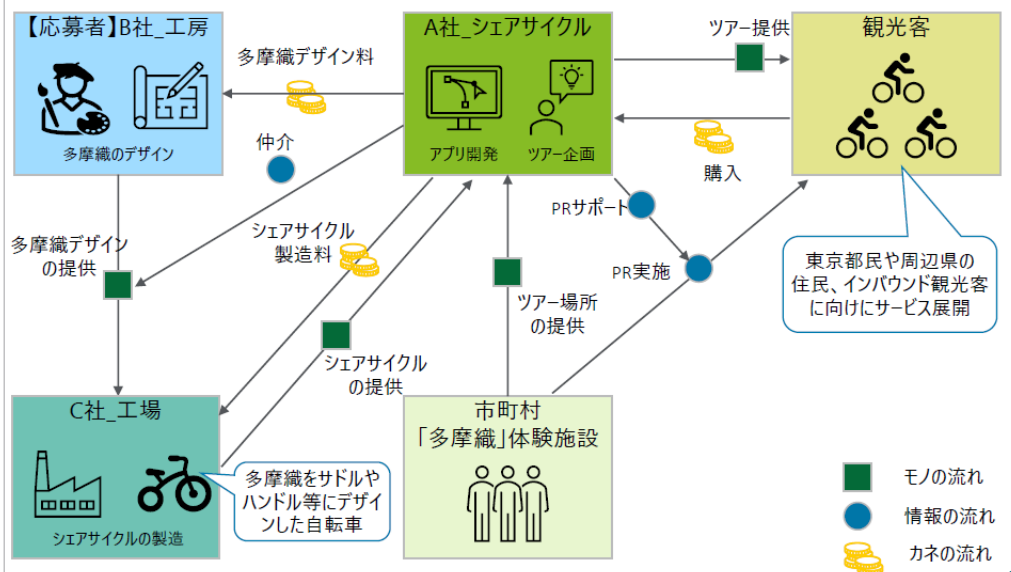 【応募者】B社_工房
多摩織のデザイン
多摩織デザイン料
A社_シェアサイクル
アプリ開発
ツアー企画
ツアー提供
観光客
購入
仲介
多摩織デザイン
の提供
シェアサイクル
製造料
シェアサイクル
の提供
ツアー場所
の提供
PRサポート
PR実施
東京都民や周辺県の
住民、インバウンド観光客
に向けにサービス展開
C社_工場
シェアサイクルの製造
多摩織をサドルや
ハンドル等にデザイ
ンした自転車
市町村
「多摩織」体験施設
モノの流れ
情報の流れ
カネの流れ